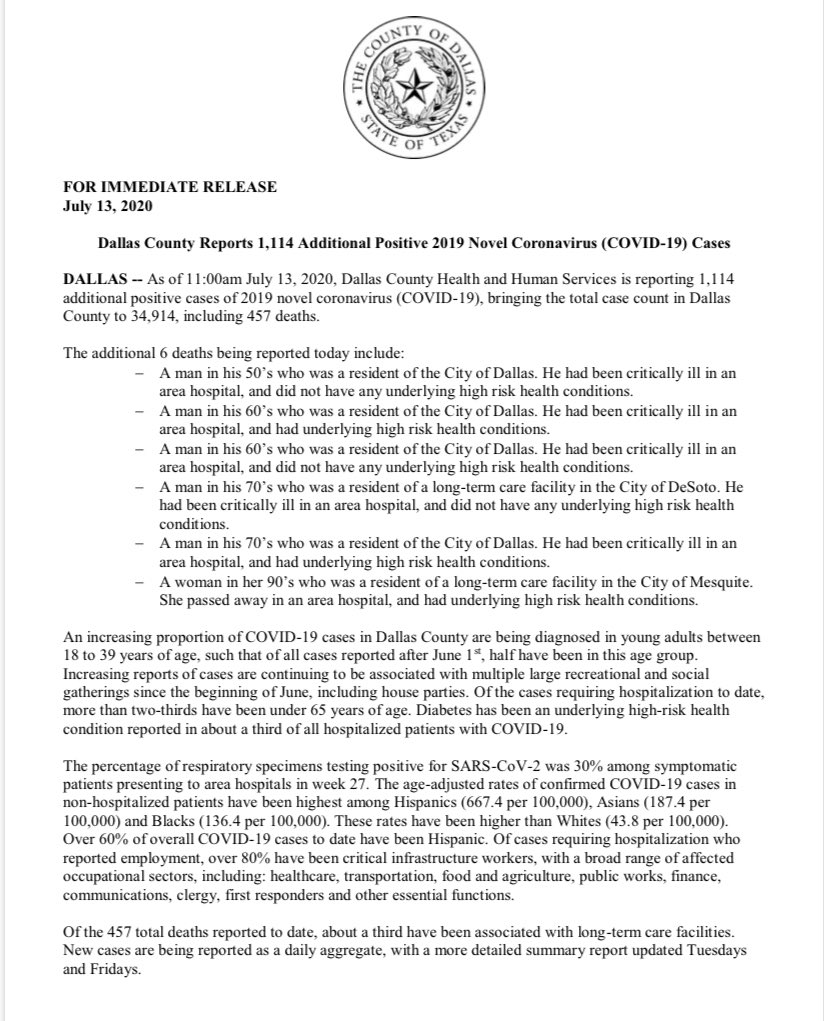 THE COUNTY OF DALLAS
STATE OF TEXAS
FOR IMMEDIATE RELEASE
July 13, 2020
Dallas County Reports 1,114 Additional Positive 2019 Novel Coronavirus (COVID-19) Cases
DALLAS -- As of 11:00am July 13, 2020, Dallas County Health and Human Services is reporting 1,114
additional positive cases of 2019 novel coronavirus (COVID-19), bringing the total case count in Dallas
County to 34,914, including 457 deaths.
The additional 6 deaths being reported today include:
– A man in his 50’s who was a resident of the City of Dallas. He had been critically ill in an
area hospital, and did not have any underlying high risk health conditions.
– A man in his 60’s who was a resident of the City of Dallas. He had been critically ill in an
area hospital, and had underlying high risk health conditions.
– A man in his 60’s who was a resident of the City of Dallas. He had been critically ill in an
area hospital, and did not have any underlying high risk health conditions.
– A man in his 70’s who was a resident of a long-term care facility in the City of DeSoto. He
had been critically ill in an area hospital, and did not have any underlying high risk health
conditions.
– A man in his 70’s who was a resident of the City of Dallas. He had been critically ill in an
area hospital, and had underlying high risk health conditions.
– A woman in her 90’s who was a resident of a long-term care facility in the City of Mesquite.
She passed away in an area hospital, and had underlying high risk health conditions.
An increasing proportion of COVID-19 cases in Dallas County are being diagnosed in young adults between
18 to 39 years of age, such that of all cases reported after June 1st, half have been in this age group.
Increasing reports of cases are continuing to be associated with multiple large recreational and social
gatherings since the beginning of June, including house parties. Of the cases requiring hospitalization to date,
more than two-thirds have been under 65 years of age. Diabetes has been an underlying high-risk health
condition reported in about a third of all hospitalized patients with COVID-19.
The percentage of respiratory specimens testing positive for SARS-CoV-2 was 30% among symptomatic
patients presenting to area hospitals in week 27. The age-adjusted rates of confirmed COVID-19 cases in
non-hospitalized patients have been highest among Hispanics (667.4 per 100,000), Asians (187.4 per
100,000) and Blacks (136.4 per 100,000). These rates have been higher than Whites (43.8 per 100,000).
Over 60% of overall COVID-19 cases to date have been Hispanic. Of cases requiring hospitalization who
reported employment, over 80% have been critical infrastructure workers, with a broad range of affected
occupational sectors, including: healthcare, transportation, food and agriculture, public works, finance,
communications, clergy, first responders and other essential functions.
Of the 457 total deaths reported to date, about a third have been associated with long-term care facilities.
New cases are being reported as a daily aggregate, with a more detailed summary report updated Tuesdays
and Fridays.